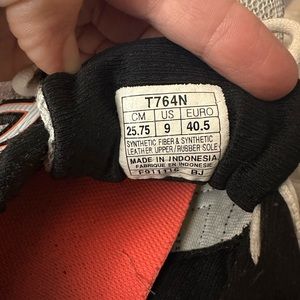 T764N
CM US EURO
25.75 9 40.5
SYNTHETIC FIBER & SYNTHETIC
LEATHER UPPER/RUBBER SOLE
MADE IN INDONESIA
FABRIQUE EN INDONESIE
BJ